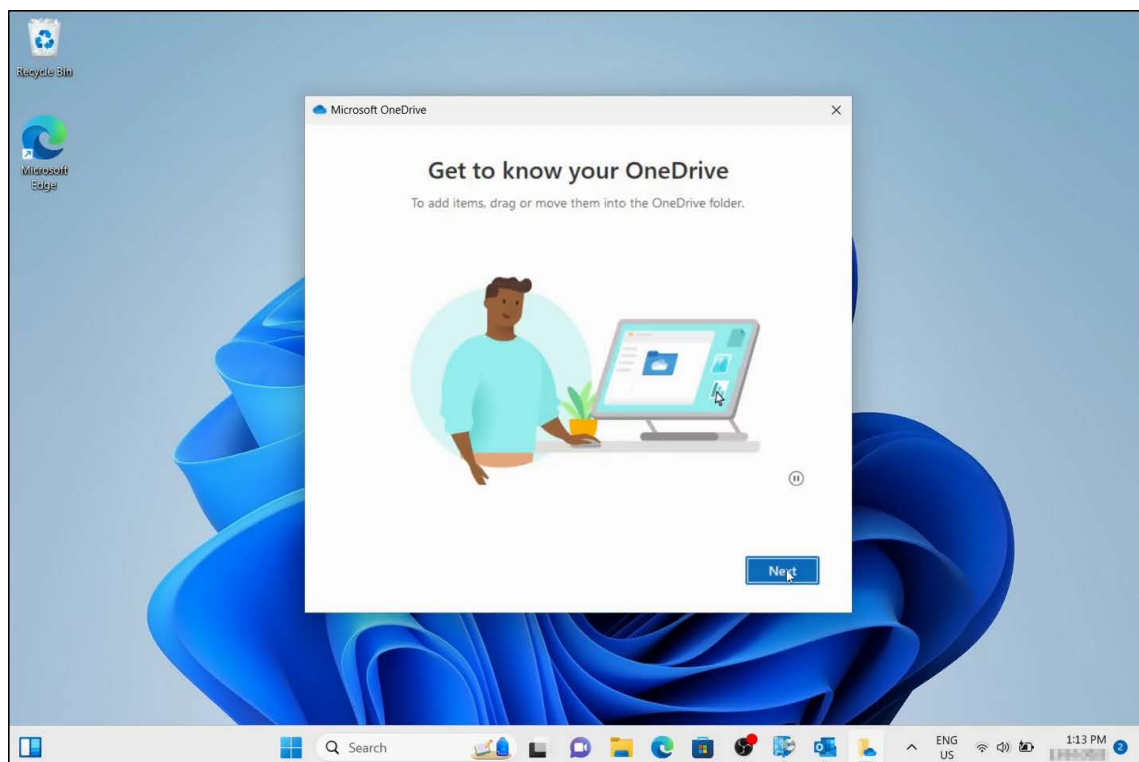 Recycle Bin
Microsoft
Edge
Microsoft OneDrive
Get to know your OneDrive
To add items, drag or move them into the OneDrive folder.
Next
Search
ENG
US
1:13 PM
2